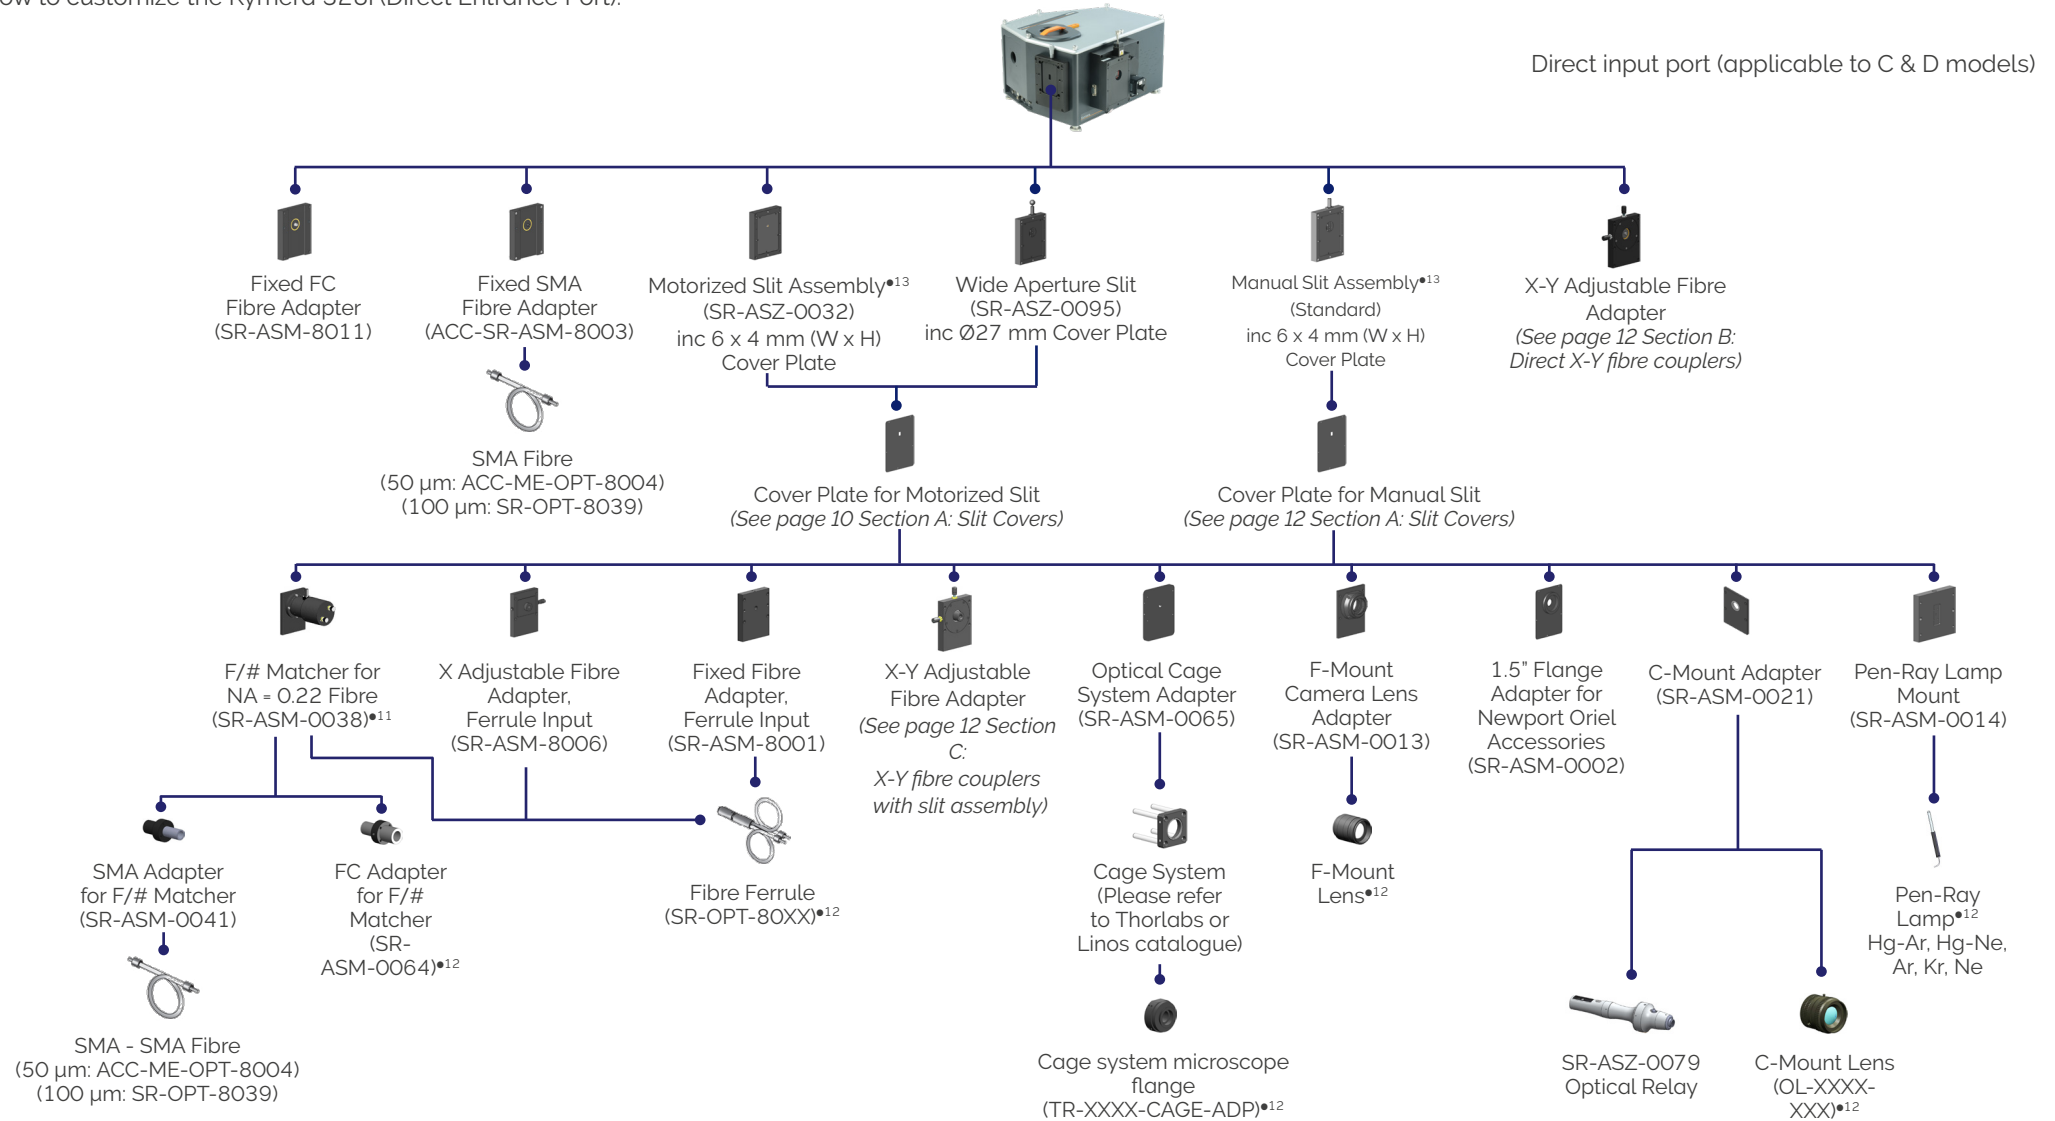 how to customize the Kymera 328i (Direct Entrance Port).
Direct input port (applicable to C & D models)
Fixed FC
Fibre Adapter
(SR-ASM-8011)
Fixed SMA
Fibre Adapter
(ACC-SR-ASM-8003)
Motorized Slit Assembly●13
(SR-ASZ-0032)
inc 6 x 4 mm (W x H)
Cover Plate
Wide Aperture Slit
(SR-ASZ-0095)
inc Ø27 mm Cover Plate
Manual Slit Assembly●13
(Standard)
inc 6 x 4 mm (W x H)
Cover Plate
X-Y Adjustable Fibre
Adapter
(See page 12 Section B:
Direct X-Y fibre couplers)
SMA Fibre
(50 µm: ACC-ME-OPT-8004)
(100 µm: SR-OPT-8039)
Cover Plate for Motorized Slit
(See page 10 Section A: Slit Covers)
Cover Plate for Manual Slit
(See page 12 Section A: Slit Covers)
F/# Matcher for
NA = 0.22 Fibre
(SR-ASM-0038)●11
X Adjustable Fibre
Adapter,
Ferrule Input
(SR-ASM-8006)
Fixed Fibre
Adapter,
Ferrule Input
(SR-ASM-8001)
X-Y Adjustable
Fibre Adapter
(See page 12 Section
C:
X-Y fibre couplers
with slit assembly)
Optical Cage
System Adapter
(SR-ASM-0065)
F-Mount
Camera Lens
Adapter
(SR-ASM-0013)
1.5" Flange
Adapter for
Newport Oriel
Accessories
(SR-ASM-0002)
C-Mount Adapter
(SR-ASM-0021)
Pen-Ray Lamp
Mount
(SR-ASM-0014)
SMA Adapter
for F/# Matcher
(SR-ASM-0041)
FC Adapter
for F/#
Matcher
(SR-
ASM-0064)●12
Fibre Ferrule
(SR-OPT-80XX)●12
Cage System
(Please refer
to Thorlabs or
Linos catalogue)
F-Mount
Lens●12
Pen-Ray
Lamp●12
Hg-Ar, Hg-Ne,
Ar, Kr, Ne
SMA - SMA Fibre
(50 µm: ACC-ME-OPT-8004)
(100 µm: SR-OPT-8039)
Cage system microscope
flange
(TR-XXXX-CAGE-ADP)●12
SR-ASZ-0079
Optical Relay
C-Mount Lens
(OL-XXXX-
XXX)●12